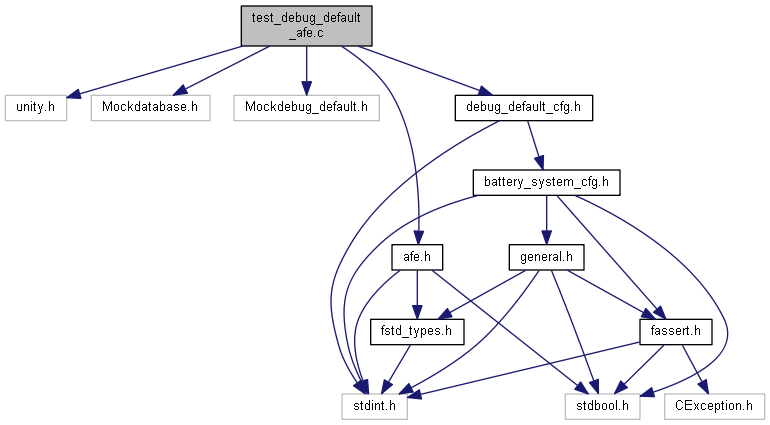 test_debug_default
_afe.c
unity.h
Mockdatabase.h
Mockdebug_default.h
debug_default_cfg.h
battery_system_cfg.h
afe.h
general.h
fstd_types.h
fassert.h
stdint.h
stdbool.h
CException.h